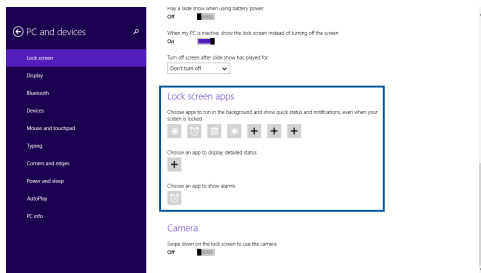 PC and devices
Lock screen
Display
Bluetooth
Devices
Mouse and touchpad
Typing
Corners and edges
Power and sleep
AutoPlay
PC info
Play a slide show when using battery power
Off
When my PC is inactive, show the lock screen instead of turning off the screen
On
Turn off screen after slide show has played for
Don't turn off
Lock screen apps
Choose apps to run in the background and show quick status and notifications, even when your
screen is locked
Choose an app to display detailed status
Choose an app to show alarms
Camera
Swipe down on the lock screen to use the camera
Off